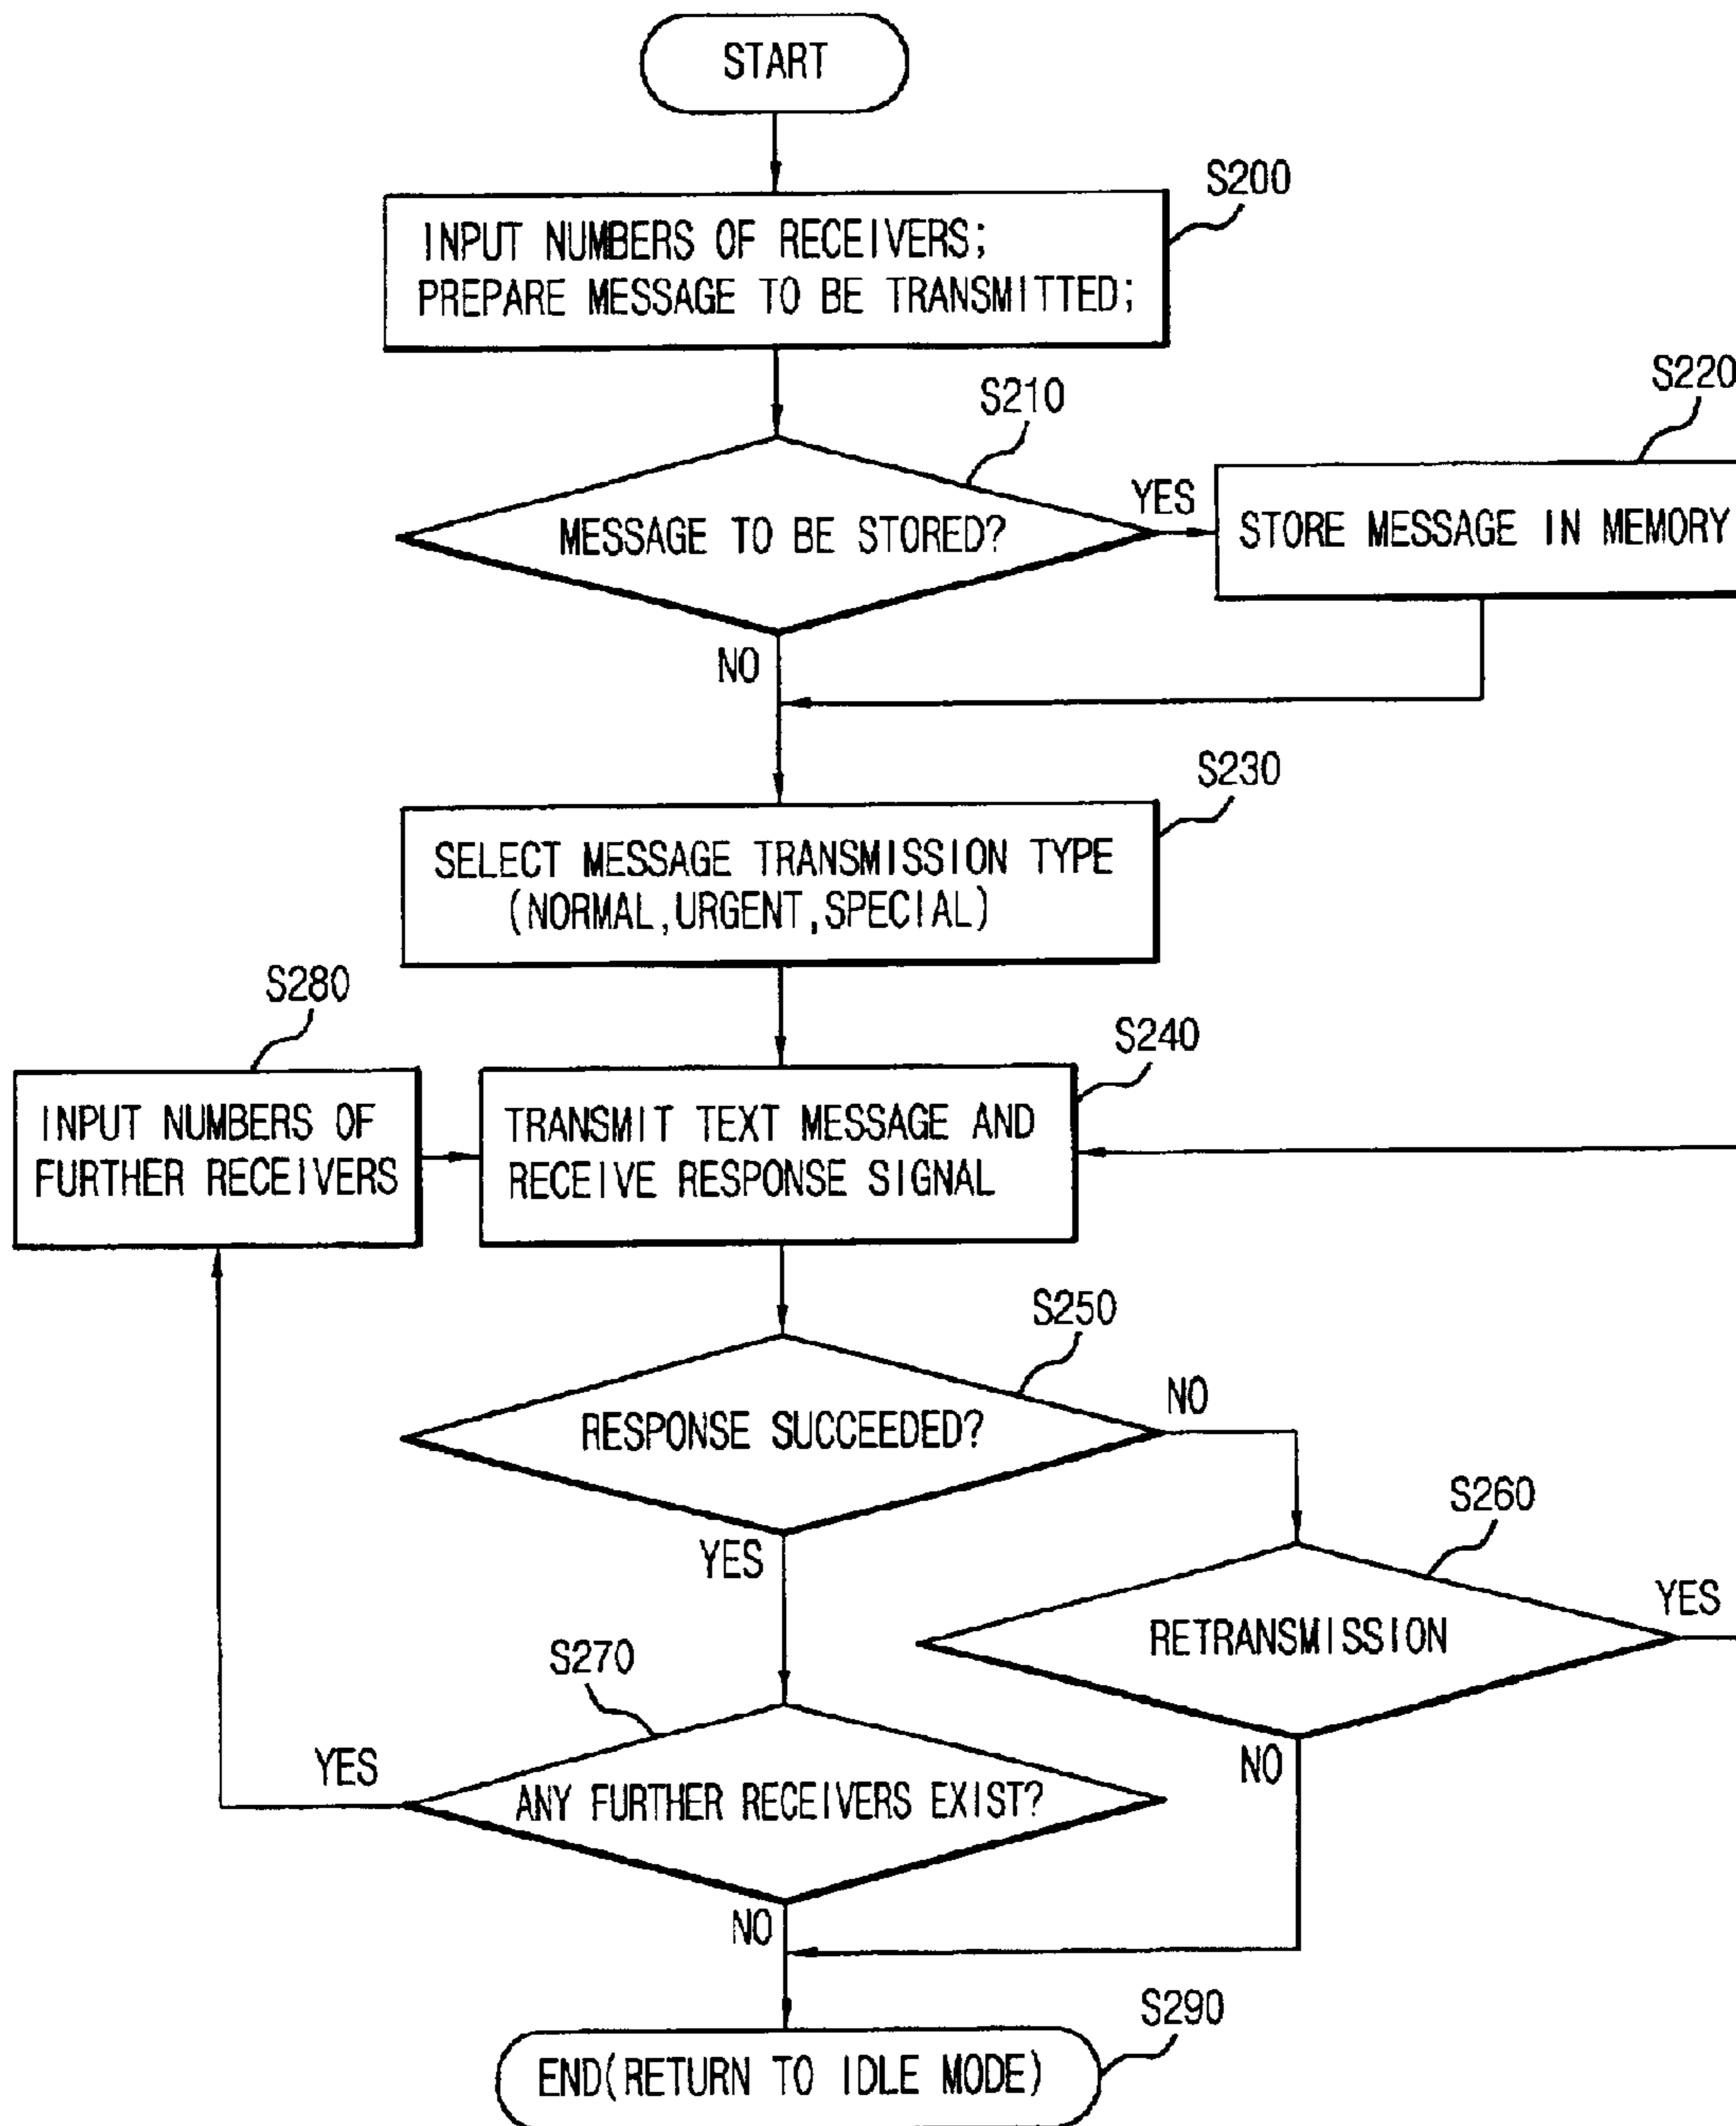 START
S200
INPUT NUMBERS OF RECEIVERS;
PREPARE MESSAGE TO BE TRANSMITTED;
S210
S220
MESSAGE TO BE STORED?
YES
STORE MESSAGE IN MEMORY
NO
S230
SELECT MESSAGE TRANSMISSION TYPE
(NORMAL,URGENT,SPECIAL)
S280
S240
INPUT NUMBERS OF
FURTHER RECEIVERS
TRANSMIT TEXT MESSAGE AND
RECEIVE RESPONSE SIGNAL
S250
RESPONSE SUCCEEDED?
NO
YES
S260
RETRANSMISSION
YES
NO
S270
ANY FURTHER RECEIVERS EXIST?
YES
NO
S290
END(RETURN TO IDLE MODE)